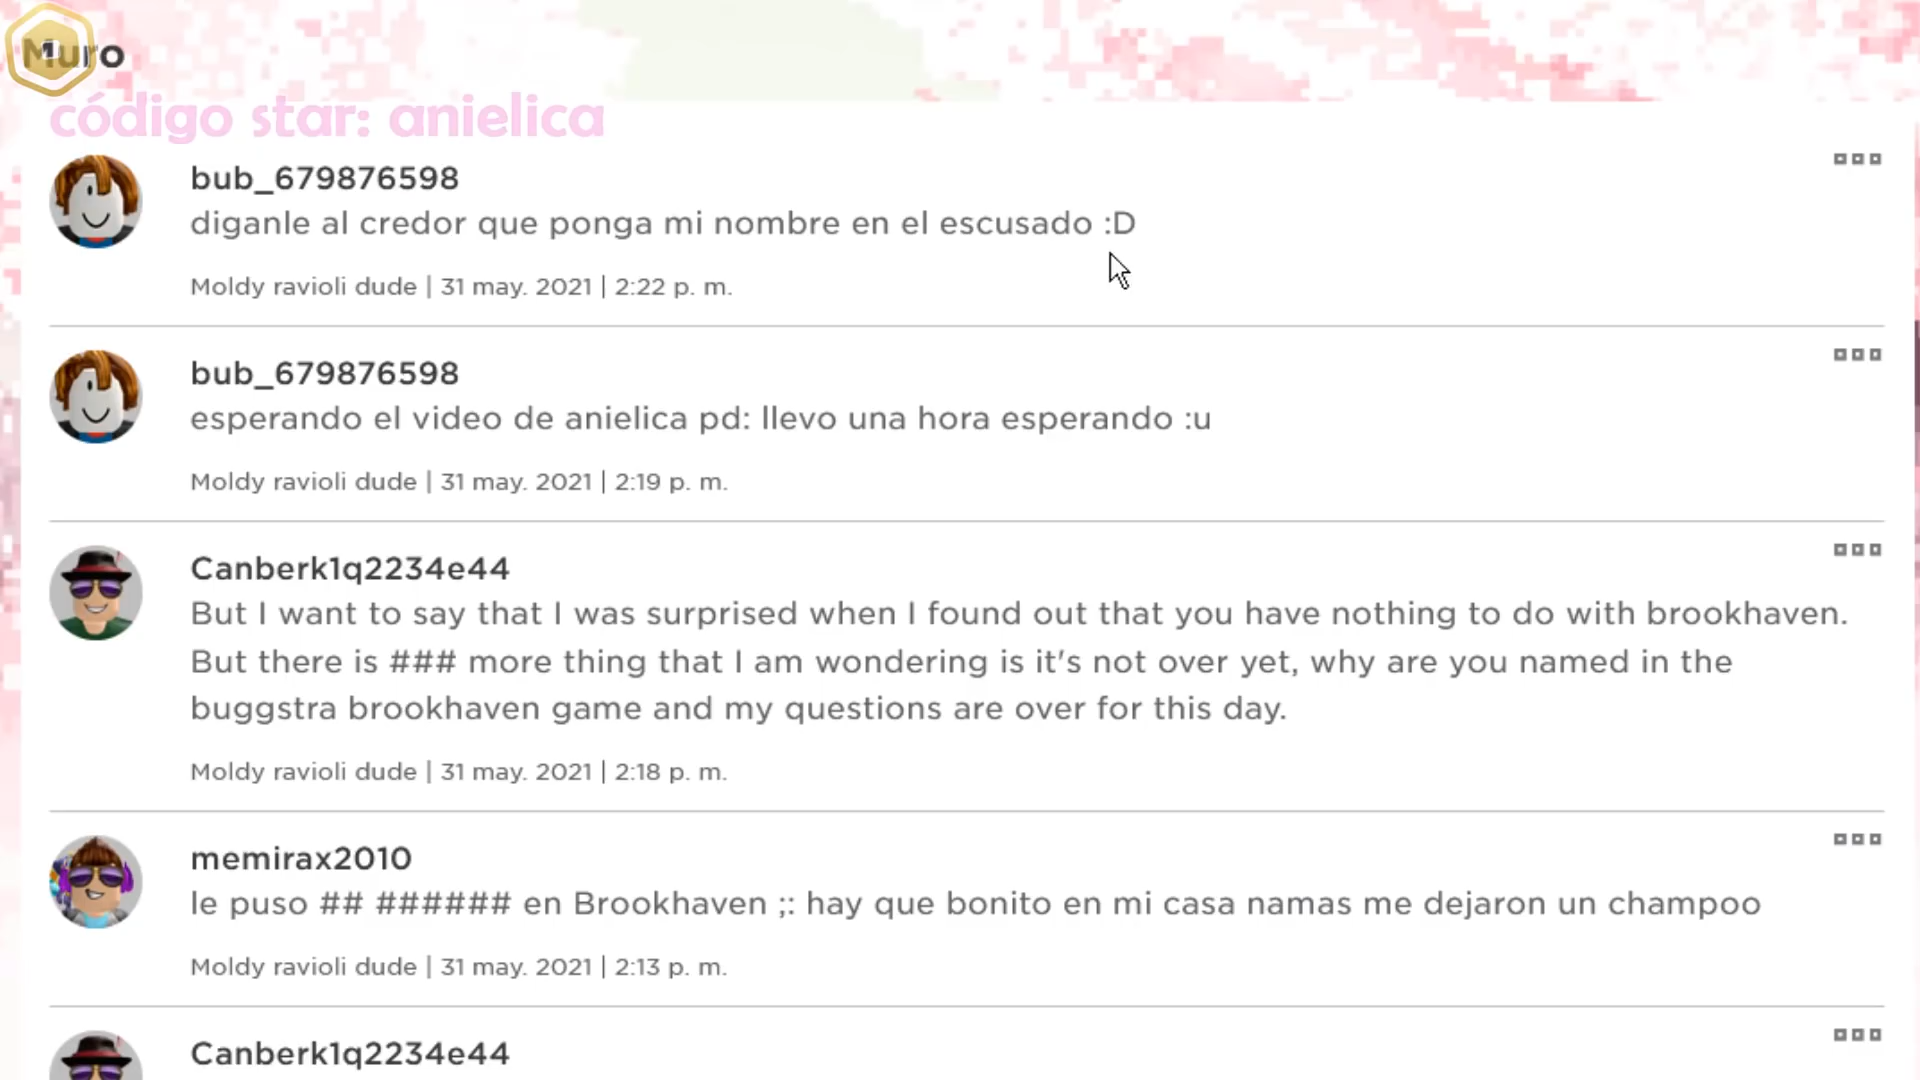 Muro
código star: anielica
bub_679876598
diganle al credor que ponga mi nombre en el escusado :D
Moldy ravioli dude | 31 may. 2021 | 2:22 p. m.
bub_679876598
esperando el video de anielica pd: llevo una hora esperando :u
Moldy ravioli dude | 31 may. 2021 | 2:19 p. m.
Canberk1q2234e44
But I want to say that I was surprised when I found out that you have nothing to do with brookhaven.
But there is ### more thing that I am wondering is it's not over yet, why are you named in the
buggstra brookhaven game and my questions are over for this day.
Moldy ravioli dude | 31 may. 2021 | 2:18 p. m.
memirax2010
le puso ## ###### en Brookhaven ;: hay que bonito en mi casa namas me dejaron un champoo
Moldy ravioli dude | 31 may. 2021 | 2:13 p. m.
Canberk1q2234e44